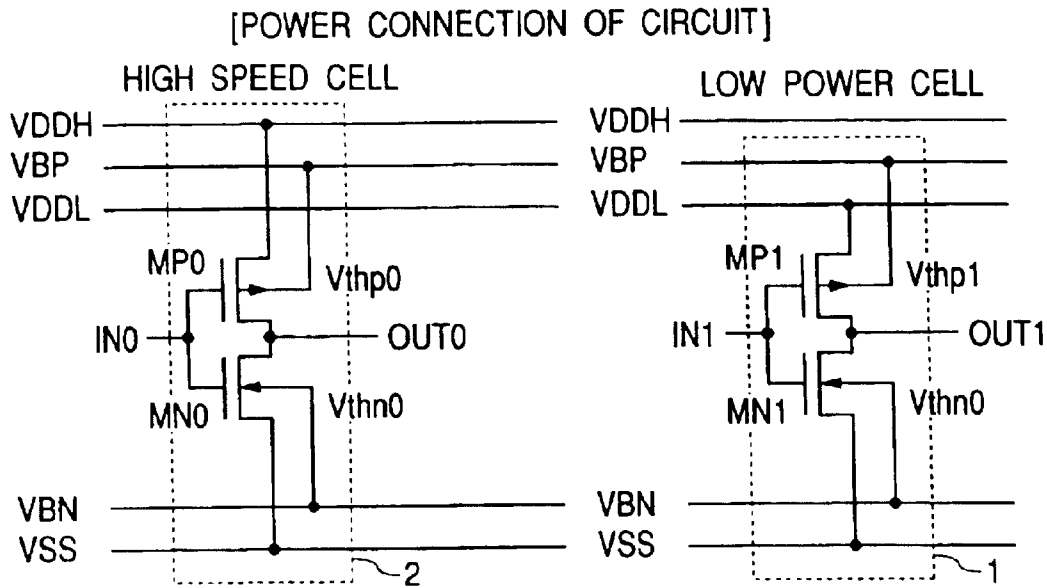 [POWER CONNECTION OF CIRCUIT]
HIGH SPEED CELL
VDDH
VBP
VDDL
MP0
Vthp0
IN0
OUT0
MN0
Vthn0
VBN
VSS
2
LOW POWER CELL
VDDH
VBP
VDDL
MP1
Vthp1
IN1
OUT1
MN1
Vthn0
VBN
VSS
1